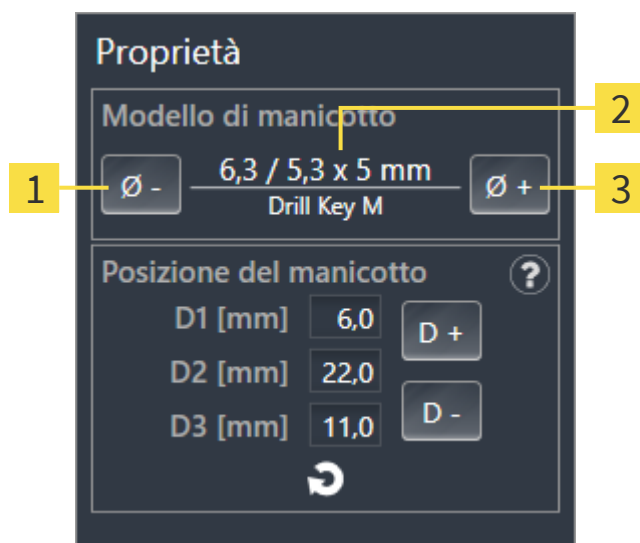 Proprietà
Modello di manicotto
2
1
Ø -
6,3 / 5,3 x 5 mm
Ø +
3
Drill Key M
Posizione del manicotto
?
D1 [mm] 6,0
D +
D2 [mm] 22,0
D3 [mm] 11,0
D -